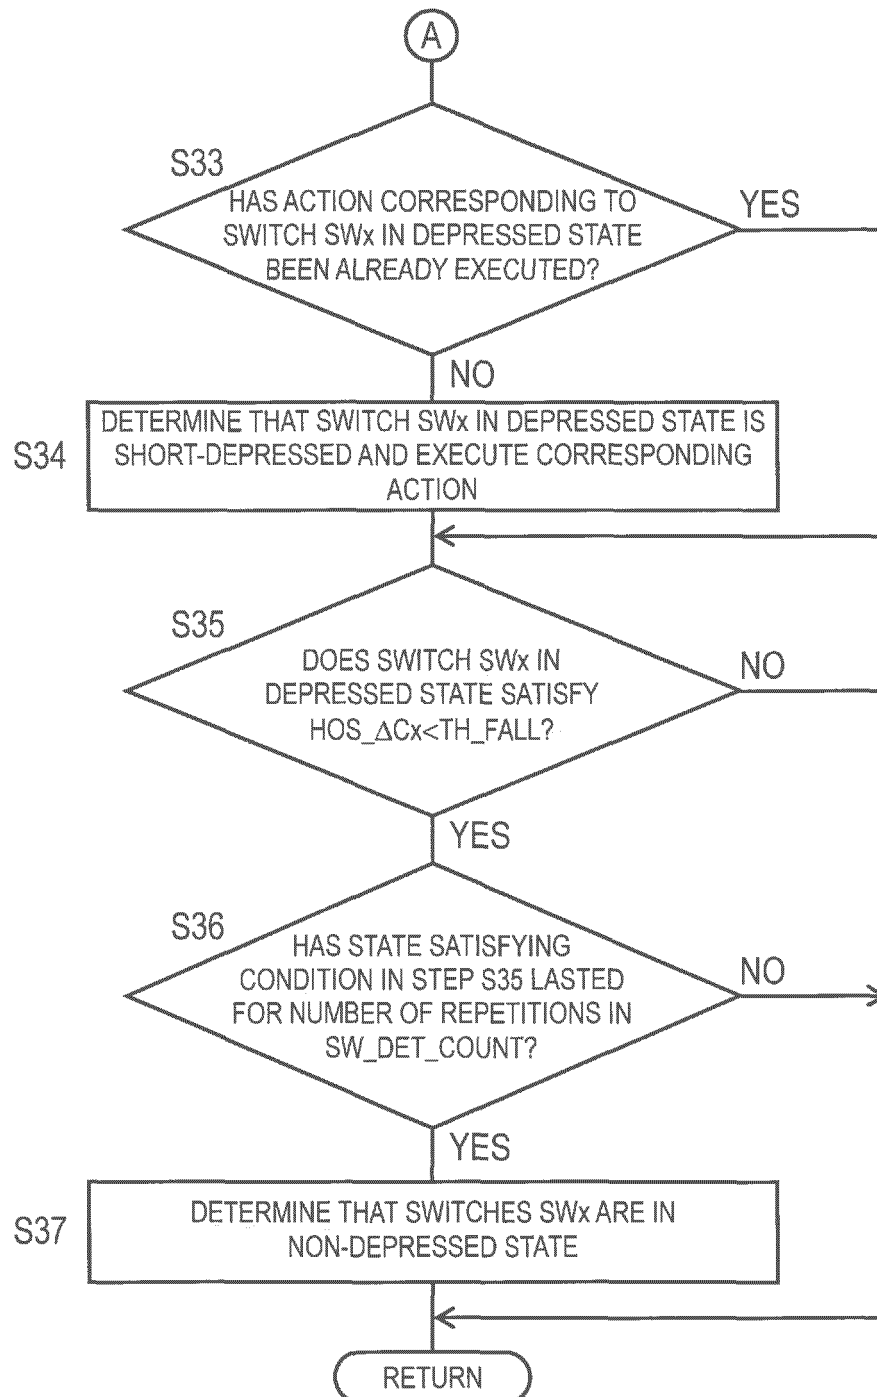 A
S33
HAS ACTION CORRESPONDING TO
SWITCH SWx IN DEPRESSED STATE
BEEN ALREADY EXECUTED?
YES
NO
S34
DETERMINE THAT SWITCH SWx IN DEPRESSED STATE IS
SHORT-DEPRESSED AND EXECUTE CORRESPONDING
ACTION
S35
DOES SWITCH SWx IN
DEPRESSED STATE SATISFY
HOS_ΔCx<TH_FALL?
NO
YES
S36
HAS STATE SATISFYING
CONDITION IN STEP S35 LASTED
FOR NUMBER OF REPETITIONS IN
SW_DET_COUNT?
NO
YES
S37
DETERMINE THAT SWITCHES SWx ARE IN
NON-DEPRESSED STATE
RETURN